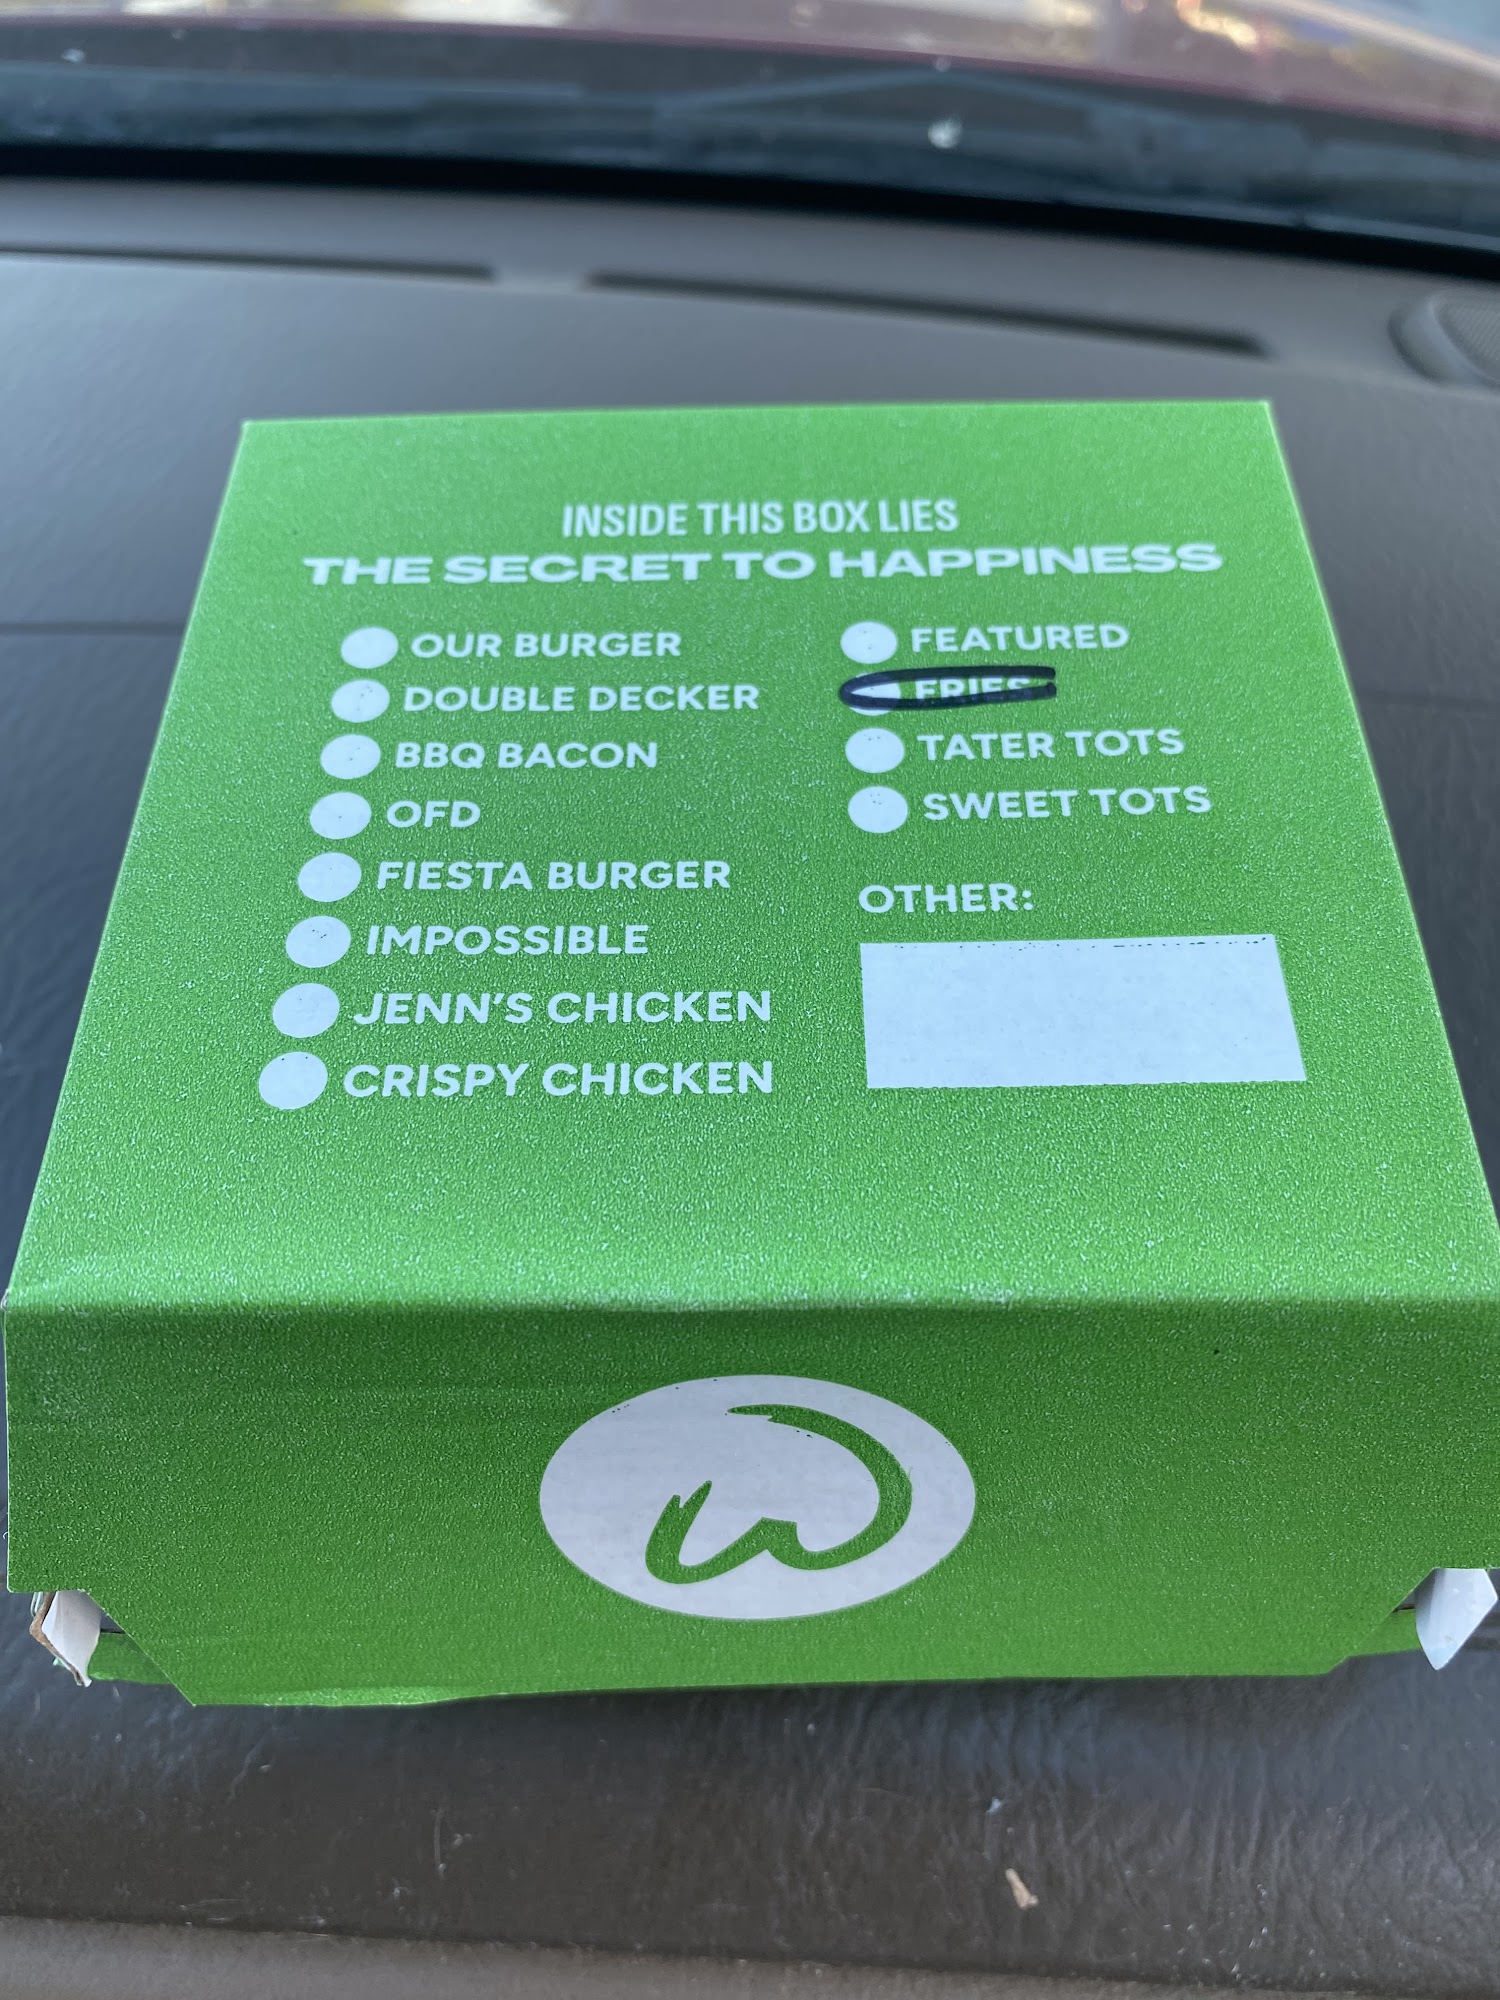 INSIDE THIS BOX LIES
THE SECRET TO HAPPINESS
OUR BURGER
DOUBLE DECKER
BBQ BACON
OFD
FIESTA BURGER
IMPOSSIBLE
JENN'S CHICKEN
CRISPY CHICKEN
FEATURED
FRIES
TATER TOTS
SWEET TOTS
OTHER:
W